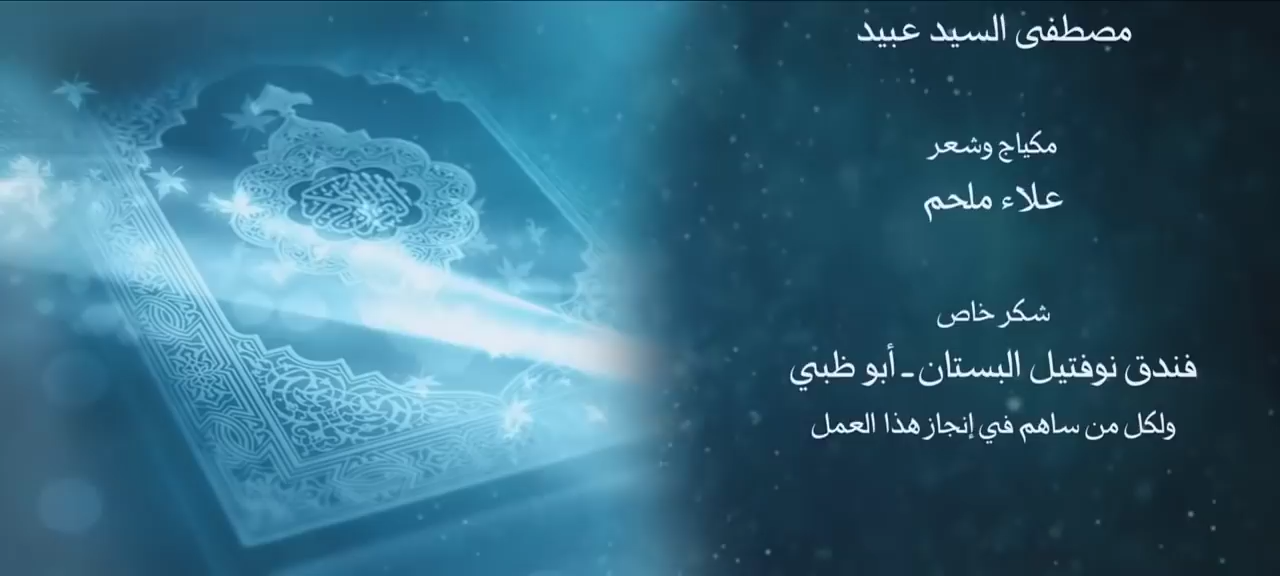 مصطفى السيد عبيد
مكياج وشعر
علاء ملحم
شكر خاص
فندق نوفتيل البستان - أبو ظبي
ولكل من ساهم في إنجاز هذا العمل